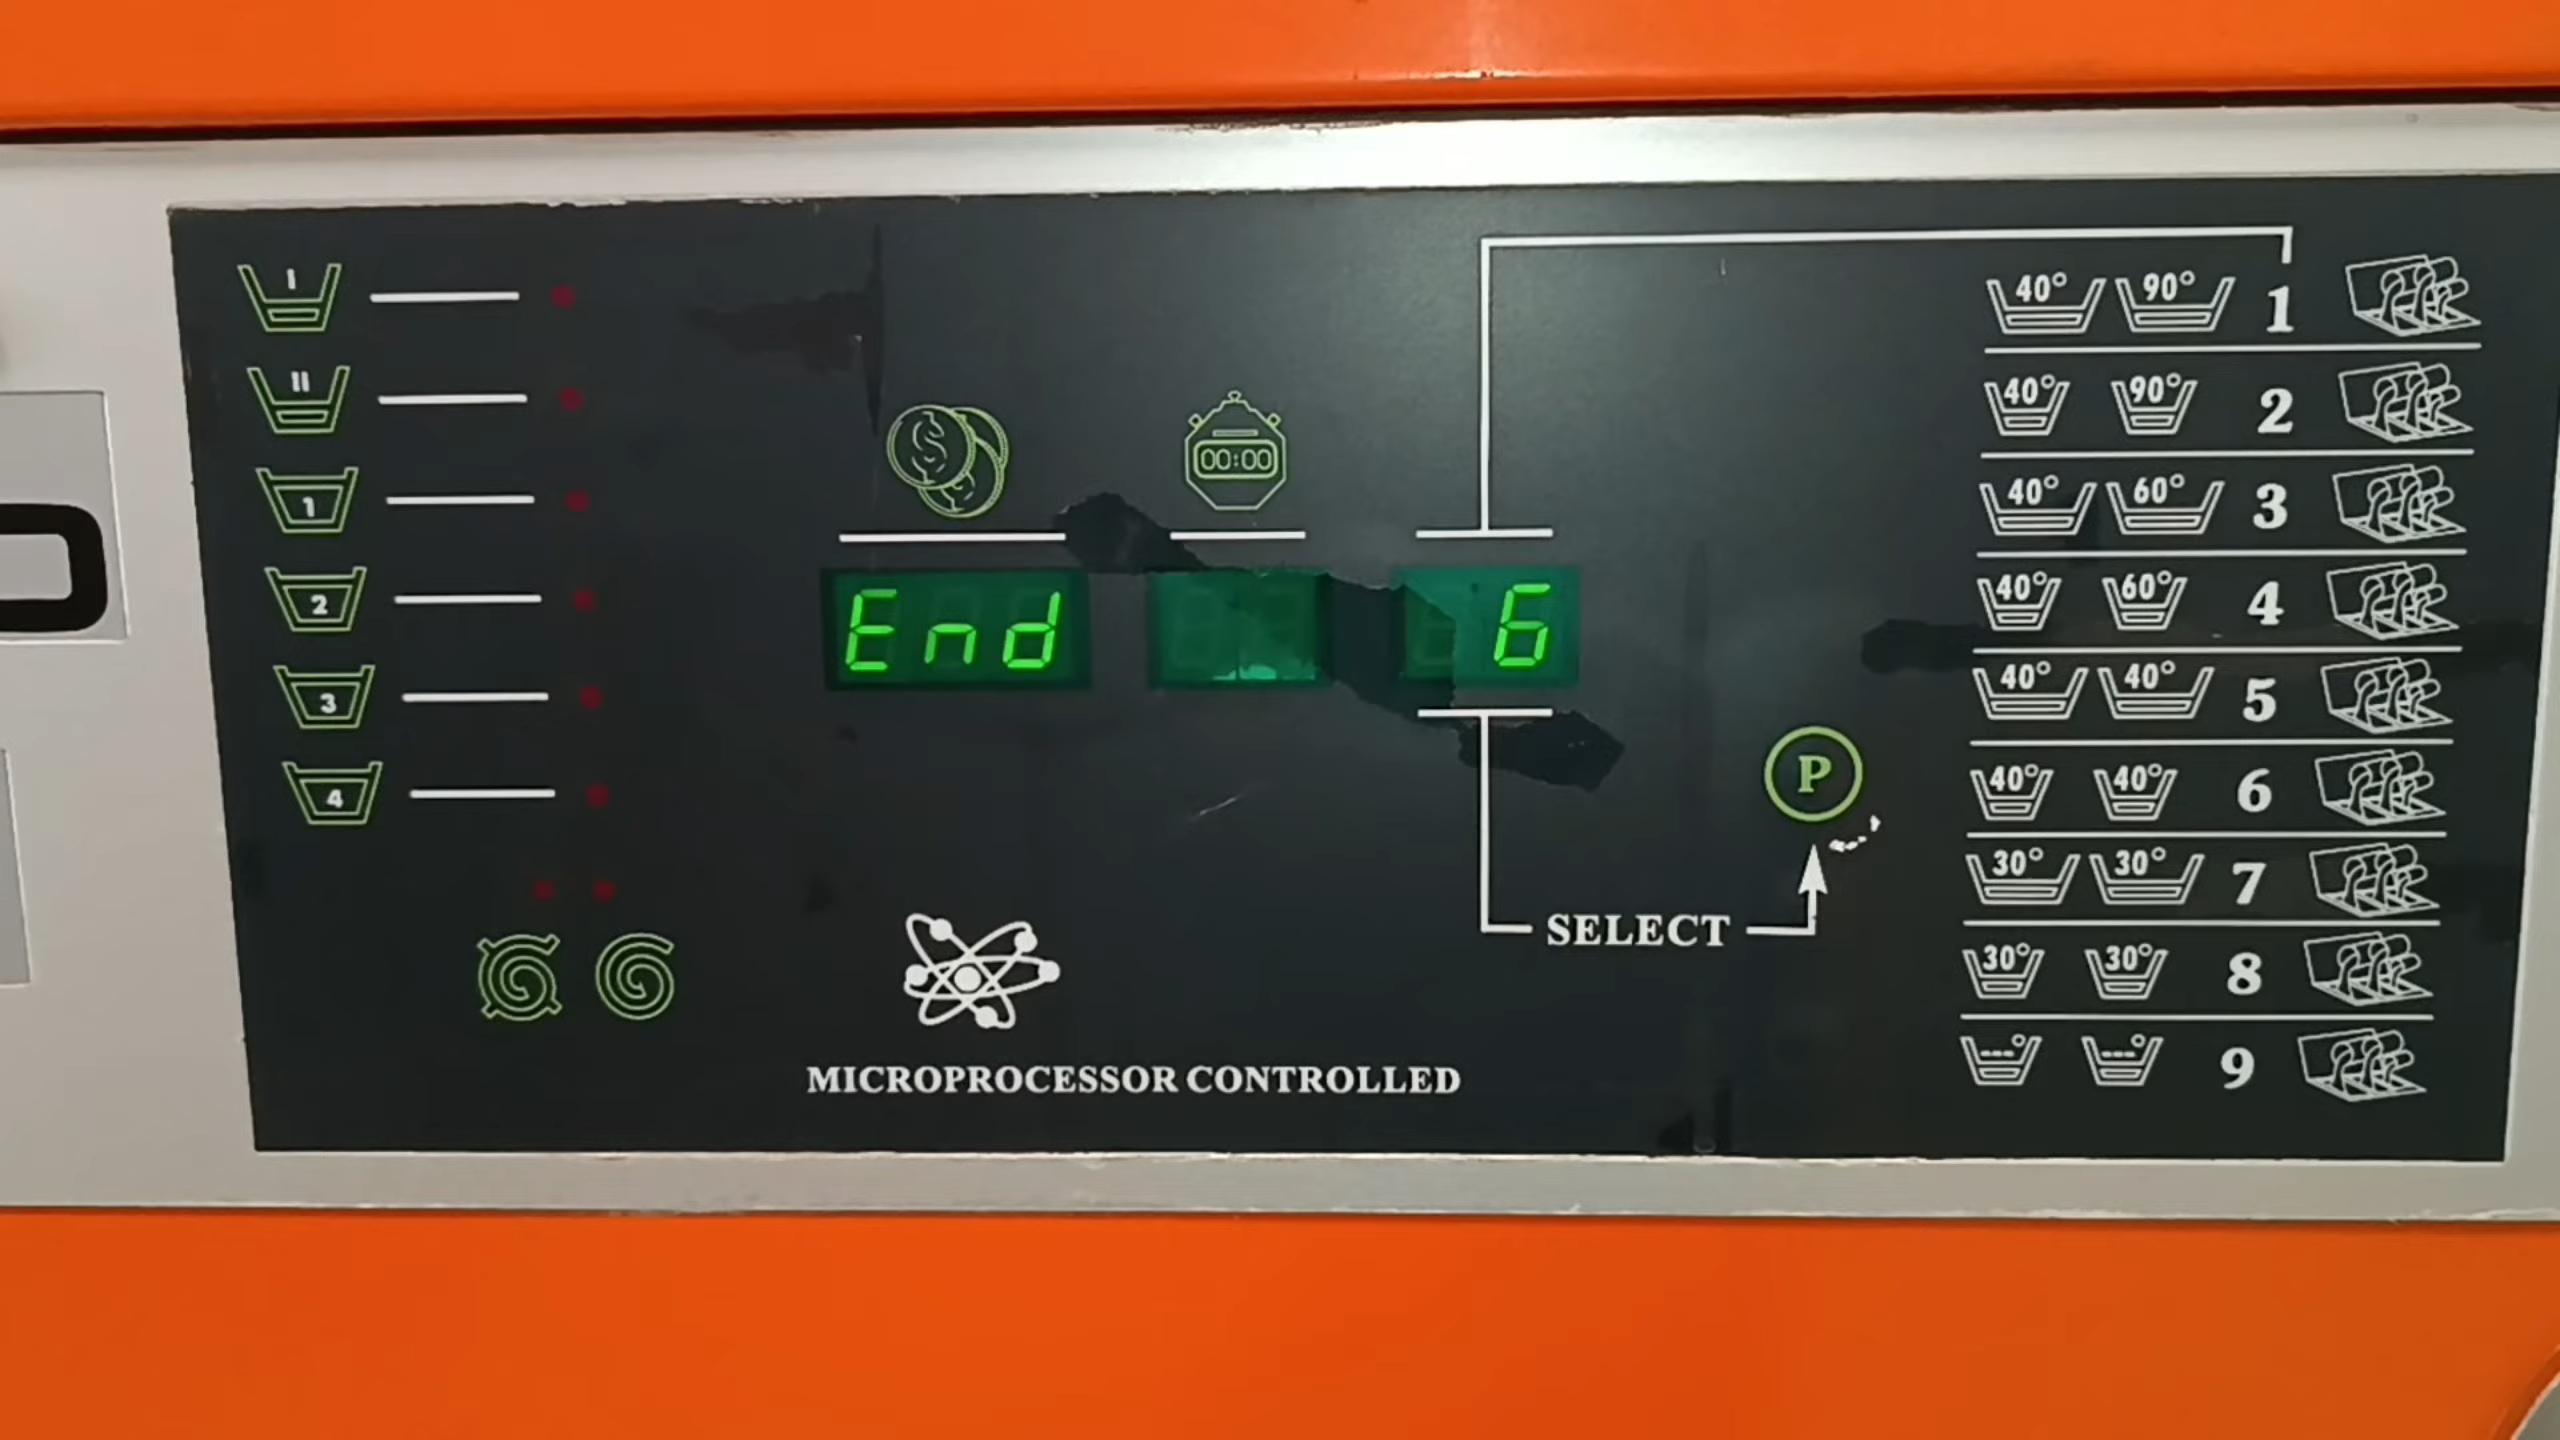 I
II
1
2
3
4
$
00:00
End
6
P
SELECT
MICROPROCESSOR CONTROLLED
40° 90° 1
40° 90° 2
40° 60° 3
40° 60° 4
40° 40° 5
40° 40° 6
30° 30° 7
30° 30° 8
---° ---° 9